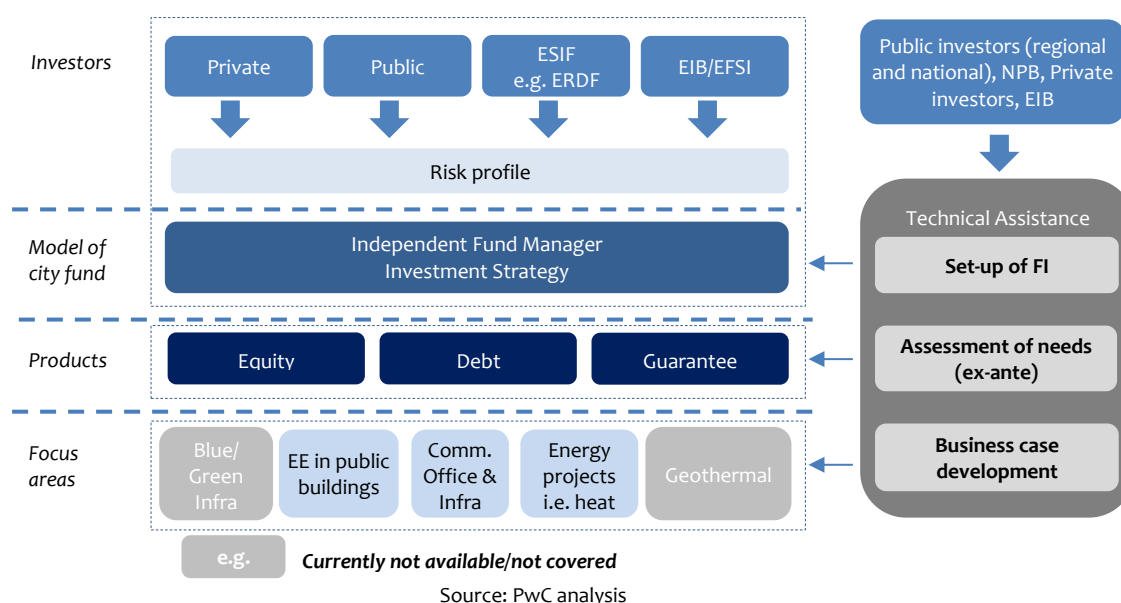 Investors
Private
Public
ESIF
e.g. ERDF
EIB/EFSI
Risk profile
Public investors (regional
and national), NPB, Private
investors, EIB
Model of
city fund
Independent Fund Manager
Investment Strategy
Technical Assistance
Set-up of FI
Products
Equity
Debt
Guarantee
Assessment of needs
(ex-ante)
Focus
areas
Blue/
Green
Infra
EE in public
buildings
Comm.
Office &
Infra
Energy
projects
i.e. heat
Geothermal
Business case
development
e.g.
Currently not available/not covered
Source: PwC analysis